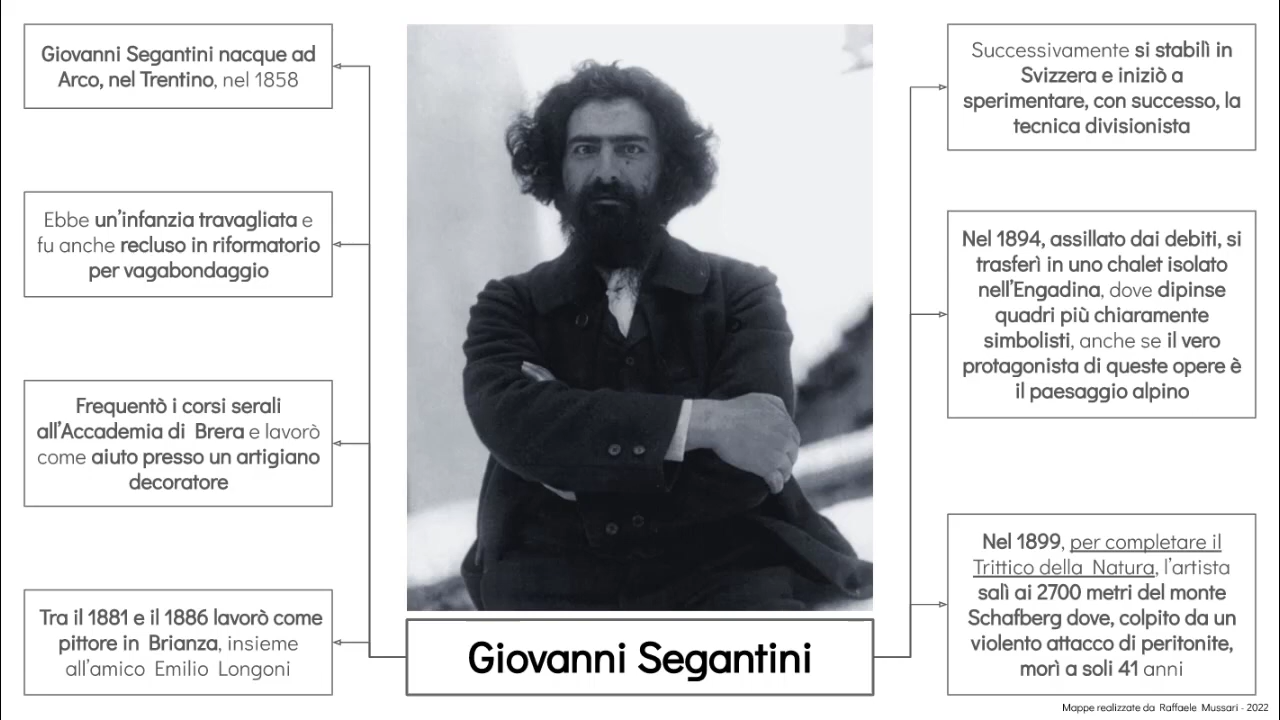 Giovanni Segantini nacque ad
Arco, nel Trentino, nel 1858
Ebbe un'infanzia travagliata e
fu anche recluso in riformatorio
per vagabondaggio
Frequentò i corsi serali
all'Accademia di Brera e lavorò
come aiuto presso un artigiano
decoratore
Tra il 1881 e il 1886 lavorò come
pittore in Brianza, insieme
all'amico Emilio Longoni
Giovanni Segantini
Successivamente si stabilì in
Svizzera e iniziò a
sperimentare, con successo, la
tecnica divisionista
Nel 1894, assillato dai debiti, si
trasferì in uno chalet isolato
nell'Engadina, dove dipinse
quadri più chiaramente
simbolisti, anche se il vero
protagonista di queste opere è
il paesaggio alpino
Nel 1899, per completare il
Trittico della Natura, l'artista
salì ai 2700 metri del monte
Schafberg dove, colpito da un
violento attacco di peritonite,
morì a soli 41 anni
Mappe realizzate da Raffaele Mussari - 2022